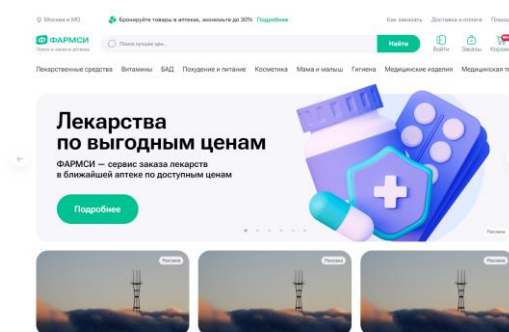 Москва и МО
Бронируйте товары в аптеках, экономьте до 30% Подробнее
Как заказать Доставка и оплата
ФАРМСИ
Поиск и заказ в аптеках
Поиск лучших цен...
Найти
Войти
Заказы
Лекарственные средства Витамины БАД Похудение и питание Косметика Мама и малыш Гигиена Медицинские изделия Медицинская
Лекарства
по выгодным ценам
ФАРМСИ — сервис заказа лекарств
в ближайшей аптеке по доступным ценам
Подробнее
Реклама
Реклама
Реклама
Реклама